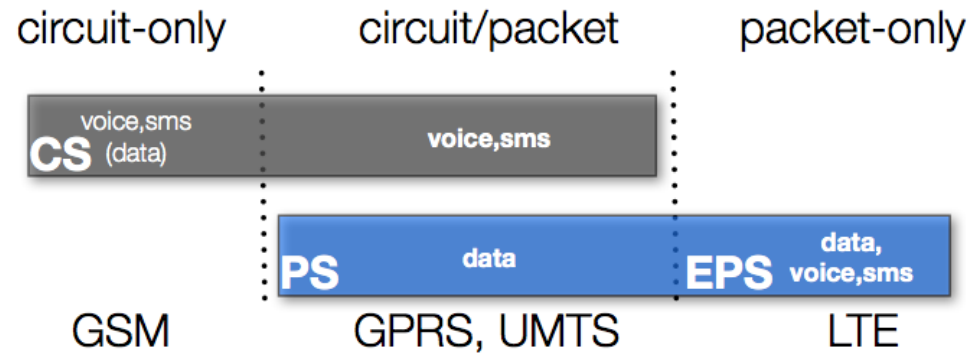 circuit-only
circuit/packet
packet-only
voice,sms
CS (data)
voice,sms
PS
data
EPS
data,
voice,sms
GSM
GPRS, UMTS
LTE